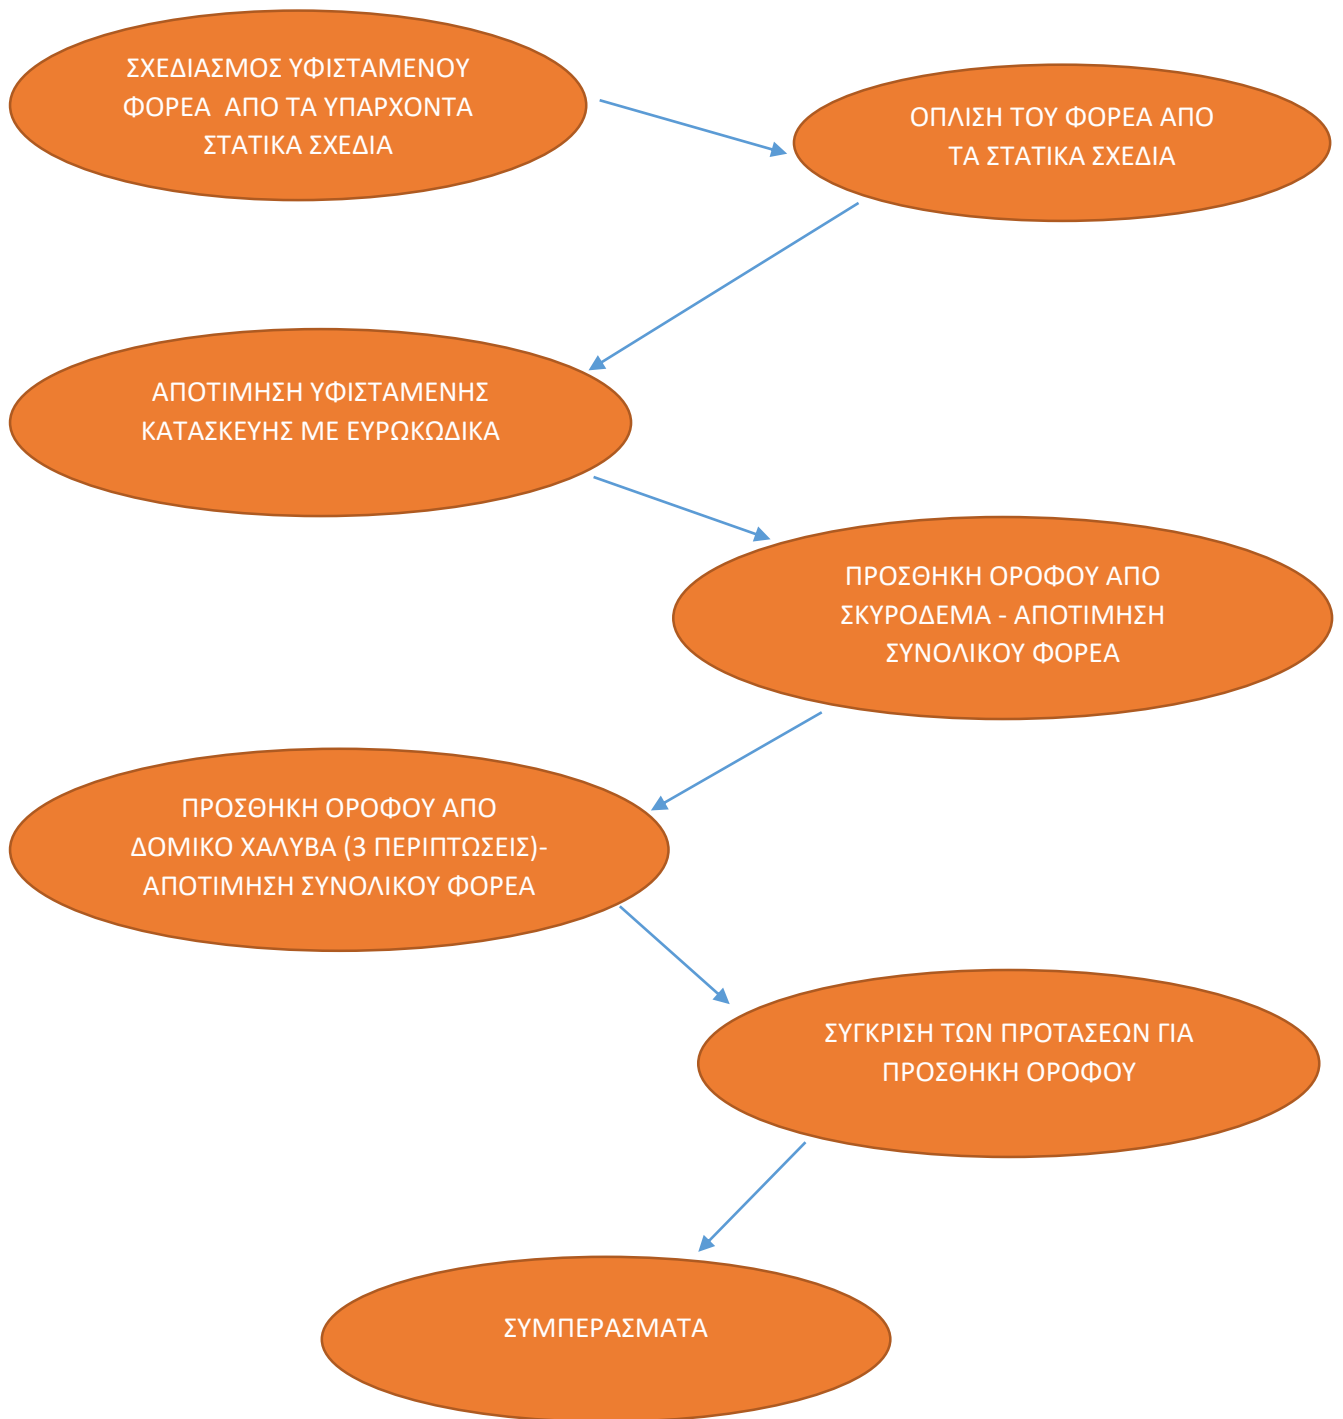 ΣΧΕΔΙΑΣΜΟΣ ΥΦΙΣΤΑΜΕΝΟΥ
ΦΟΡΕΑ ΑΠΟ ΤΑ ΥΠΑΡΧΟΝΤΑ
ΣΤΑΤΙΚΑ ΣΧΕΔΙΑ
ΟΠΛΙΣΗ ΤΟΥ ΦΟΡΕΑ ΑΠΟ
ΤΑ ΣΤΑΤΙΚΑ ΣΧΕΔΙΑ
ΑΠΟΤΙΜΗΣΗ ΥΦΙΣΤΑΜΕΝΗΣ
ΚΑΤΑΣΚΕΥΗΣ ΜΕ ΕΥΡΩΚΩΔΙΚΑ
ΠΡΟΣΘΗΚΗ ΟΡΟΦΟΥ ΑΠΟ
ΣΚΥΡΟΔΕΜΑ - ΑΠΟΤΙΜΗΣΗ
ΣΥΝΟΛΙΚΟΥ ΦΟΡΕΑ
ΠΡΟΣΘΗΚΗ ΟΡΟΦΟΥ ΑΠΟ
ΔΟΜΙΚΟ ΧΑΛΥΒΑ (3 ΠΕΡΙΠΤΩΣΕΙΣ)-
ΑΠΟΤΙΜΗΣΗ ΣΥΝΟΛΙΚΟΥ ΦΟΡΕΑ
ΣΥΓΚΡΙΣΗ ΤΩΝ ΠΡΟΤΑΣΕΩΝ ΓΙΑ
ΠΡΟΣΘΗΚΗ ΟΡΟΦΟΥ
ΣΥΜΠΕΡΑΣΜΑΤΑ